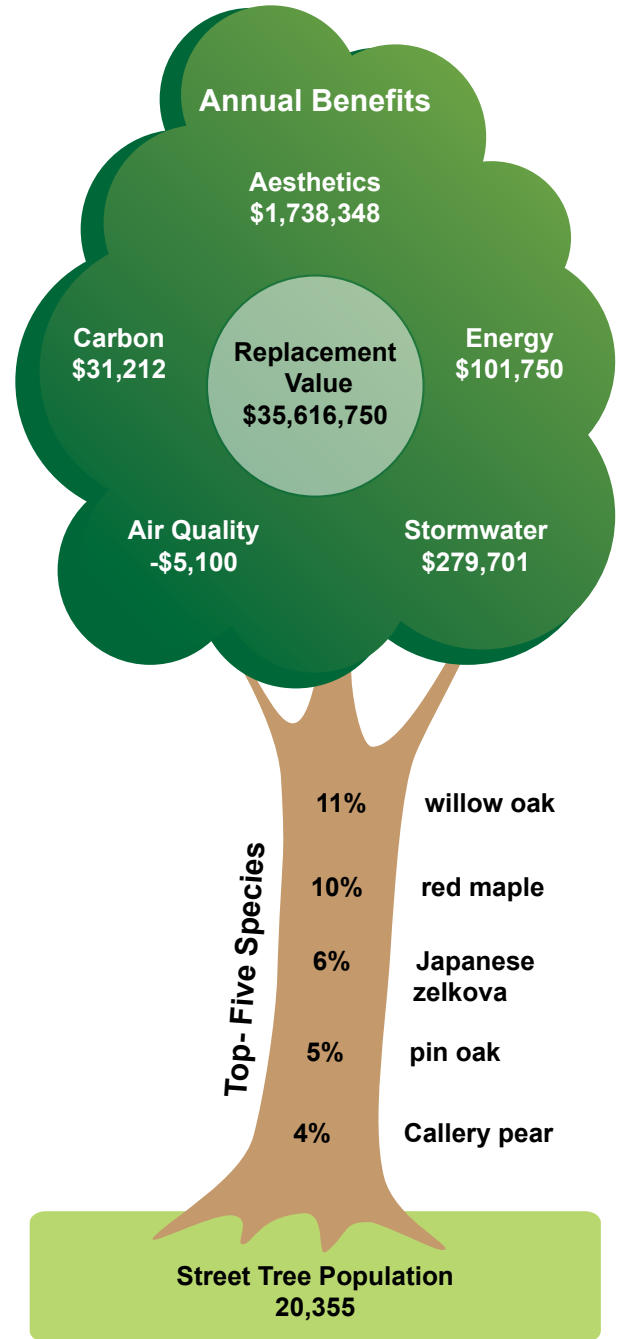 Annual Benefits
Aesthetics
$1,738,348
Carbon
$31,212
Replacement
Value
$35,616,750
Energy
$101,750
Air Quality
-$5,100
Stormwater
$279,701
Top- Five Species
11% willow oak
10% red maple
6% Japanese
zelkova
5% pin oak
4% Callery pear
Street Tree Population
20,355